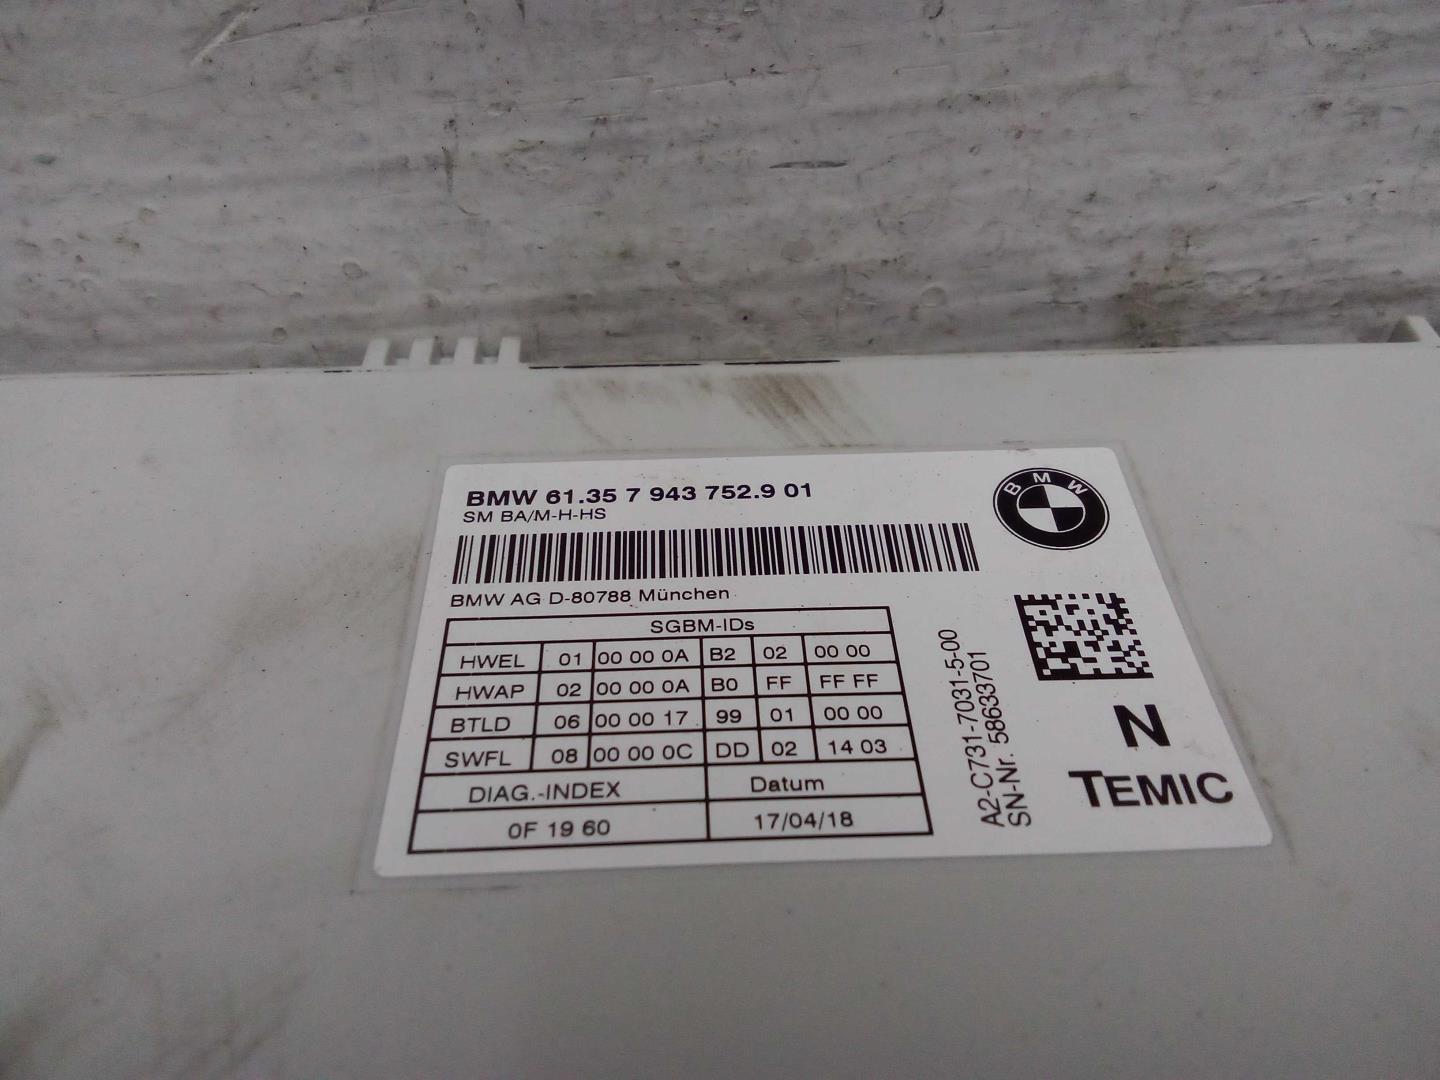 BMW 61.35 7 943 752.9 01
SM BA/M-H-HS
BMW
BMW AG D-80788 München
SGBM-IDs
HWEL 01 00 00 0A B2 02 00 00
HWAP 02 00 00 0A B0 FF FF FF
BTLD 06 00 00 17 99 01 00 00
SWFL 08 00 00 0C DD 02 14 03
DIAG.-INDEX Datum
0F 19 60 17/04/18
A2-C731-7031-5-00
SN-Nr. 58633701
N
TEMIC